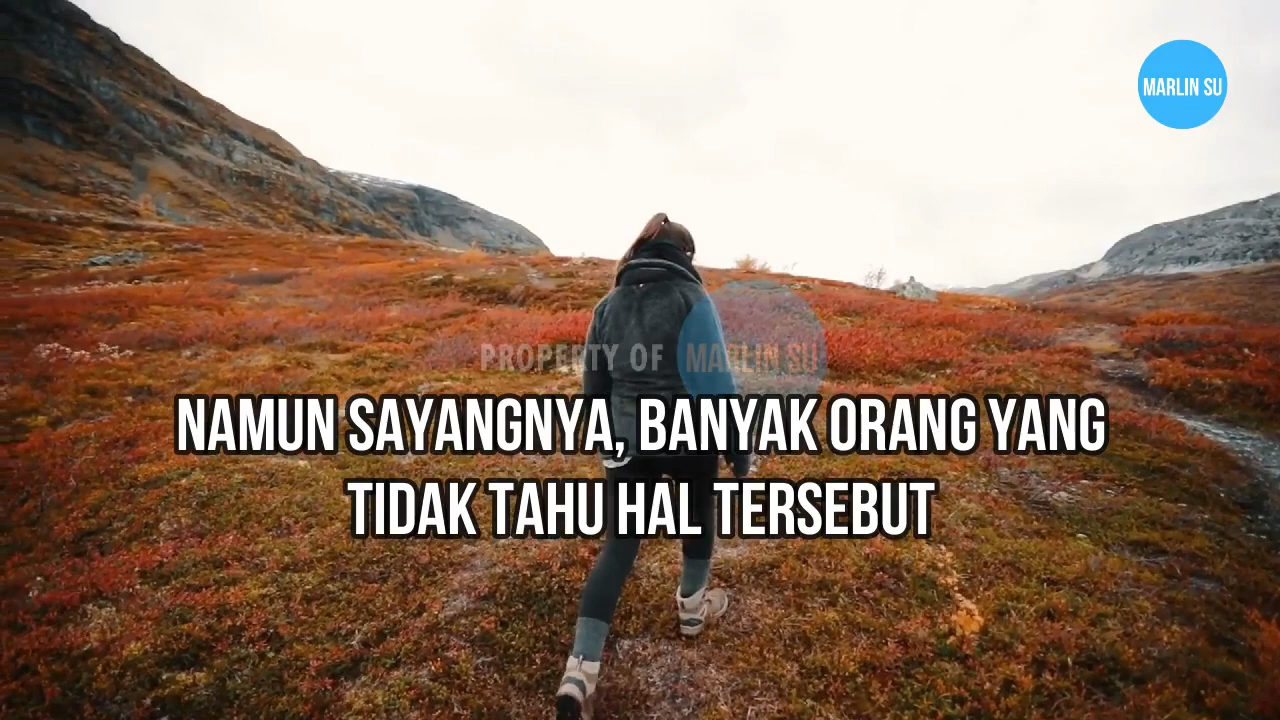 MARLIN SU
PROPERTY OF MARLIN SU
NAMUN SAYANGNYA, BANYAK ORANG YANG
TIDAK TAHU HAL TERSEBUT